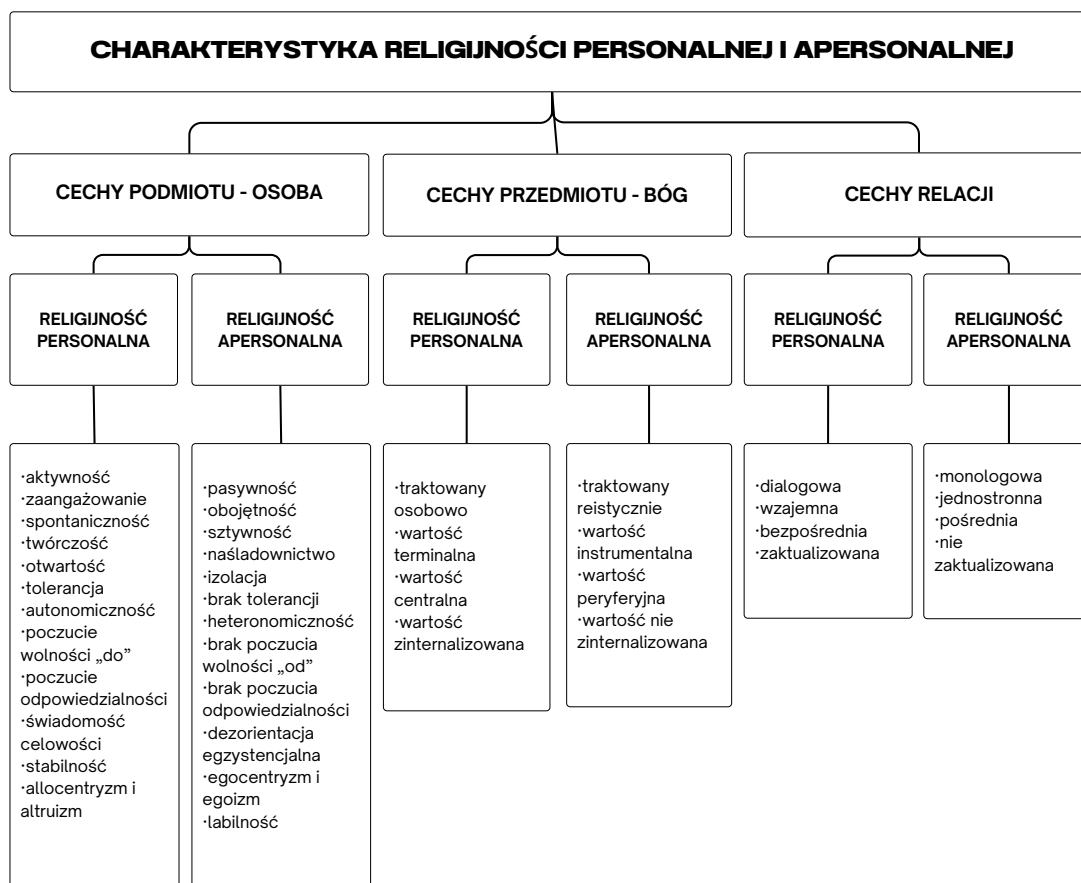 CHARAKTERYSTYKA RELIGIJNOŚCI PERSONALNEJ I APERSONALNEJ
CECHY PODMIOTU - OSOBA
CECHY PRZEDMIOTU - BÓG
CECHY RELACJI
RELIGIJNOŚĆ
PERSONALNA
RELIGIJNOŚĆ
APERSONALNA
RELIGIJNOŚĆ
PERSONALNA
RELIGIJNOŚĆ
APERSONALNA
RELIGIJNOŚĆ
PERSONALNA
RELIGIJNOŚĆ
APERSONALNA
·aktywność
·zaangażowanie
·spontaniczność
·twórczość
·otwartość
·tolerancja
·autonomiczność
·poczucie
wolności „do”
·poczucie
odpowiedzialności
·świadomość
celowości
·stabilność
·allocentryzm i
altruizm
·pasywność
·obojętność
·sztywność
·naśladownictwo
·izolacja
·brak tolerancji
·heteronomiczność
·brak poczucia
wolności „od”
·brak poczucia
odpowiedzialności
·dezorientacja
egzystencjalna
·egocentryzm i
egoizm
·labilność
·traktowany
osobowo
·wartość
terminalna
·wartość
centralna
·wartość
zinternalizowana
·traktowany
reistycznie
·wartość
instrumentalna
·wartość
peryferyjna
·wartość nie
zinternalizowana
·dialogowa
·wzajemna
·bezpośrednia
·zaktualizowana
·monologowa
·jednostronna
·pośrednia
·nie
zaktualizowana